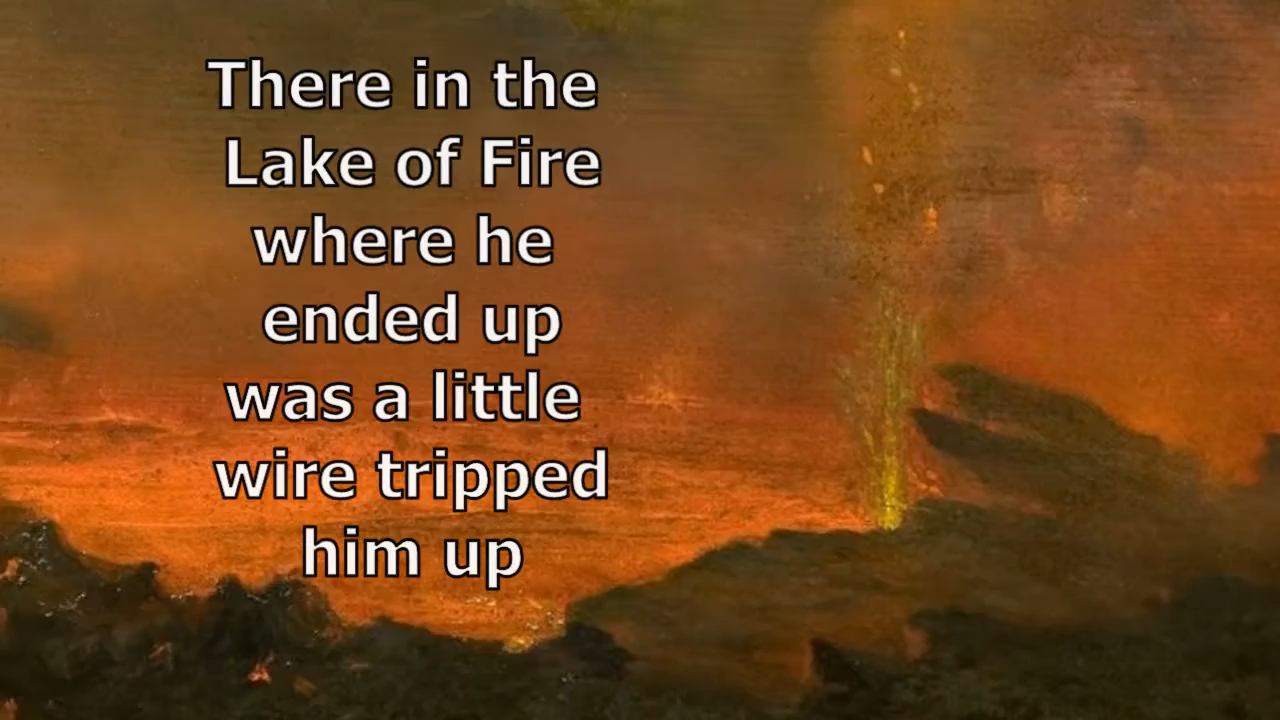 There in the
Lake of Fire
where he
ended up
was a little
wire tripped
him up